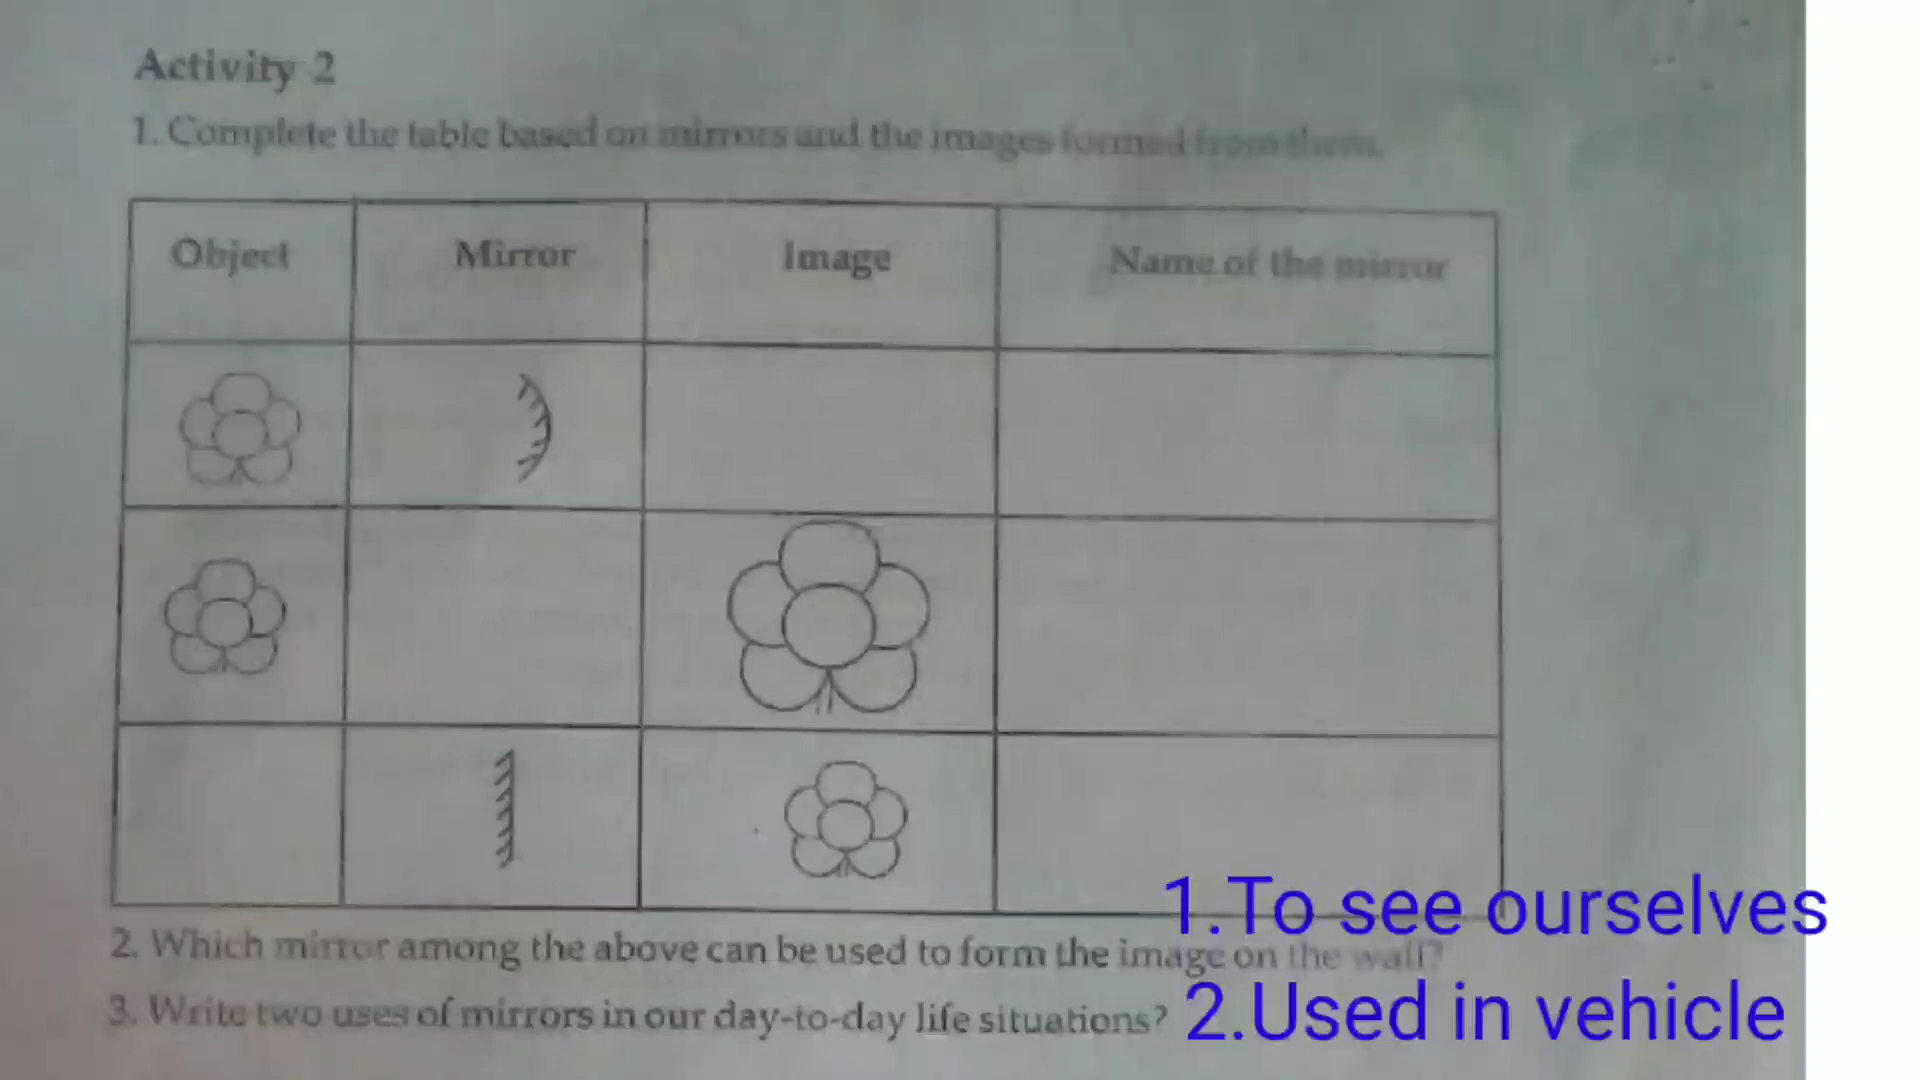 Activity 2
1. Complete the table based on mirrors and the images formed from them.
Object Mirror Image Name of the mirror
1.To see ourselves
2. Which mirror among the above can be used to form the image on the wall?
3. Write two uses of mirrors in our day-to-day life situations?
2.Used in vehicle